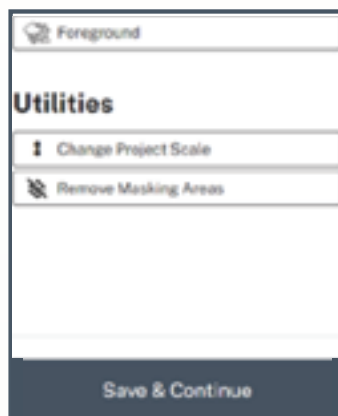 Foreground
Utilities
Change Project Scale
Remove Masking Areas
Save & Continue